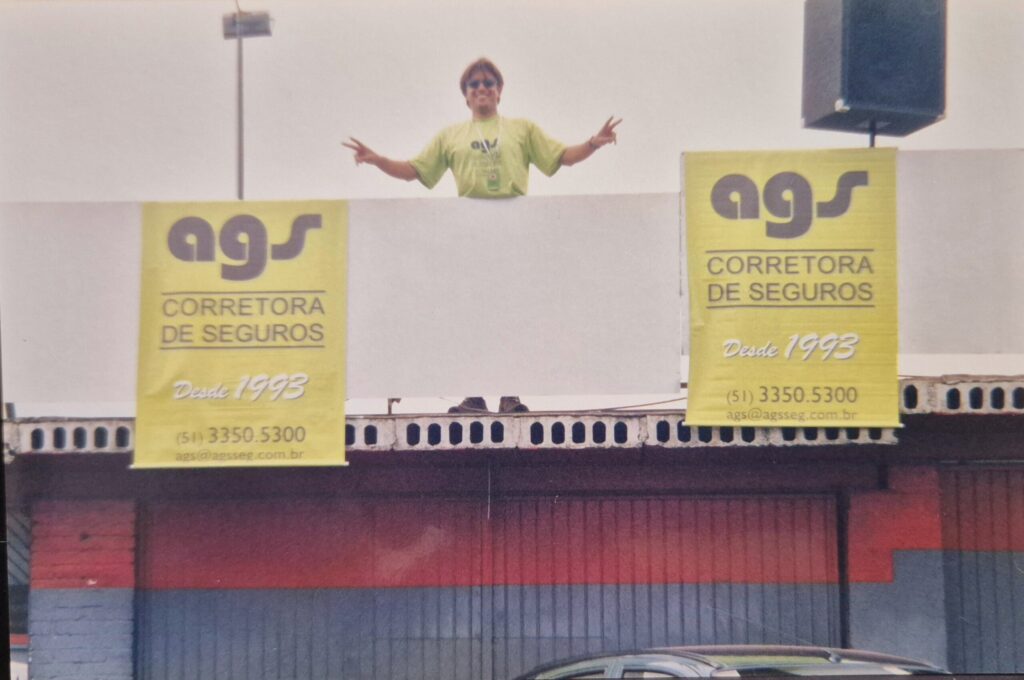 ags
ags
CORRETORA
DE SEGUROS
Desde 1993
(51) 3350.5300
ags@agsseg.com.br
ags
CORRETORA
DE SEGUROS
Desde 1993
(51) 3350.5300
ags@agsseg.com.br